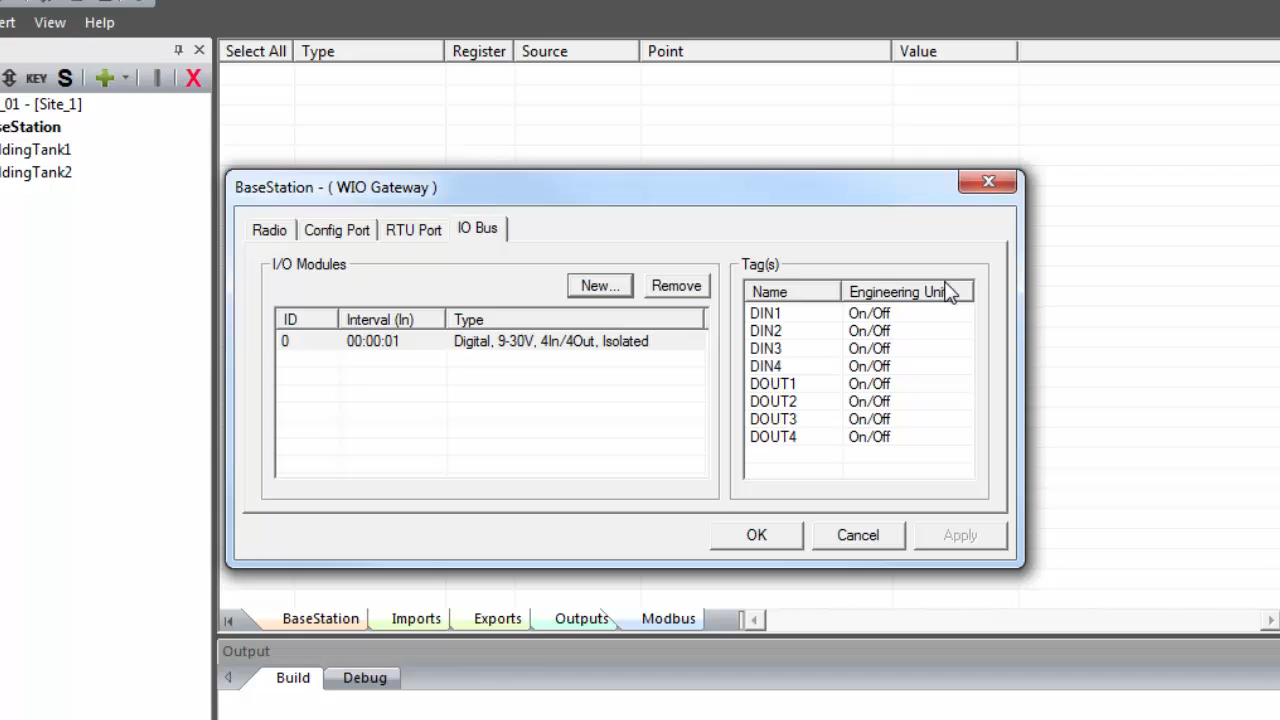 ert View Help
Select All Type Register Source Point Value
KEY S X
_01 - [Site_1]
seStation
ldingTank1
ldingTank2
BaseStation - ( WIO Gateway )
Radio Config Port RTU Port IO Bus
I/O Modules
New... Remove
ID Interval (In) Type
0 00:00:01 Digital, 9-30V, 4In/4Out, Isolated
Tag(s)
Name Engineering Uni
DIN1 On/Off
DIN2 On/Off
DIN3 On/Off
DIN4 On/Off
DOUT1 On/Off
DOUT2 On/Off
DOUT3 On/Off
DOUT4 On/Off
OK Cancel Apply
BaseStation Imports Exports Outputs Modbus
Output
Build Debug